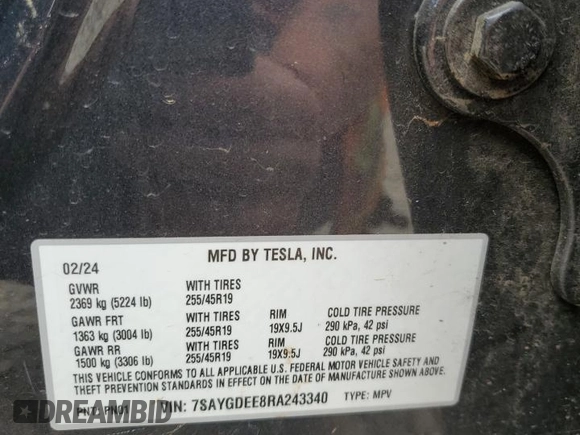 MFD BY TESLA, INC.
02/24
GVWR WITH TIRES
2369 kg (5224 lb) 255/45R19
GAWR FRT WITH TIRES RIM COLD TIRE PRESSURE
1363 kg (3004 lb) 255/45R19 19X9.5J 290 kPa, 42 psi
GAWR RR WITH TIRES RIM COLD TIRE PRESSURE
1500 kg (3306 lb) 255/45R19 19X9.5J 290 kPa, 42 psi
THIS VEHICLE CONFORMS TO ALL APPLICABLE U.S. FEDERAL MOTOR VEHICLE SAFETY AND
THEFT PREVENTION STANDARDS IN EFFECT ON THE DATE OF MANUFACTURE SHOWN ABOVE.
PNT: PN01 VIN: 7SAYGDEE8RA243340 TYPE: MPV
DREAMBID